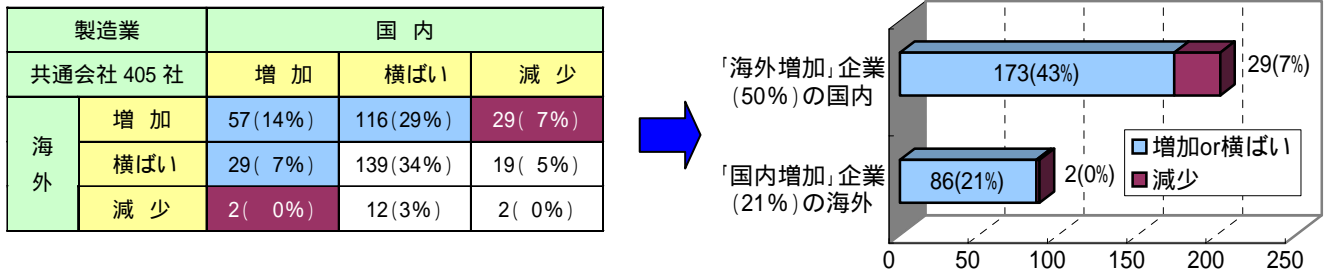 製造業 国 内
共通会社 405 社 増 加 横ばい 減 少
海外 増 加 57(14%) 116(29%) 29( 7%)
横ばい 29( 7%) 139(34%) 19( 5%)
減 少 2( 0%) 12(3%) 2( 0%)
「海外増加」企業
(50%)の国内
173(43%) 29(7%)
「国内増加」企業
(21%)の海外
86(21%) 2(0%)
増加or横ばい
減少
0 50 100 150 200 250